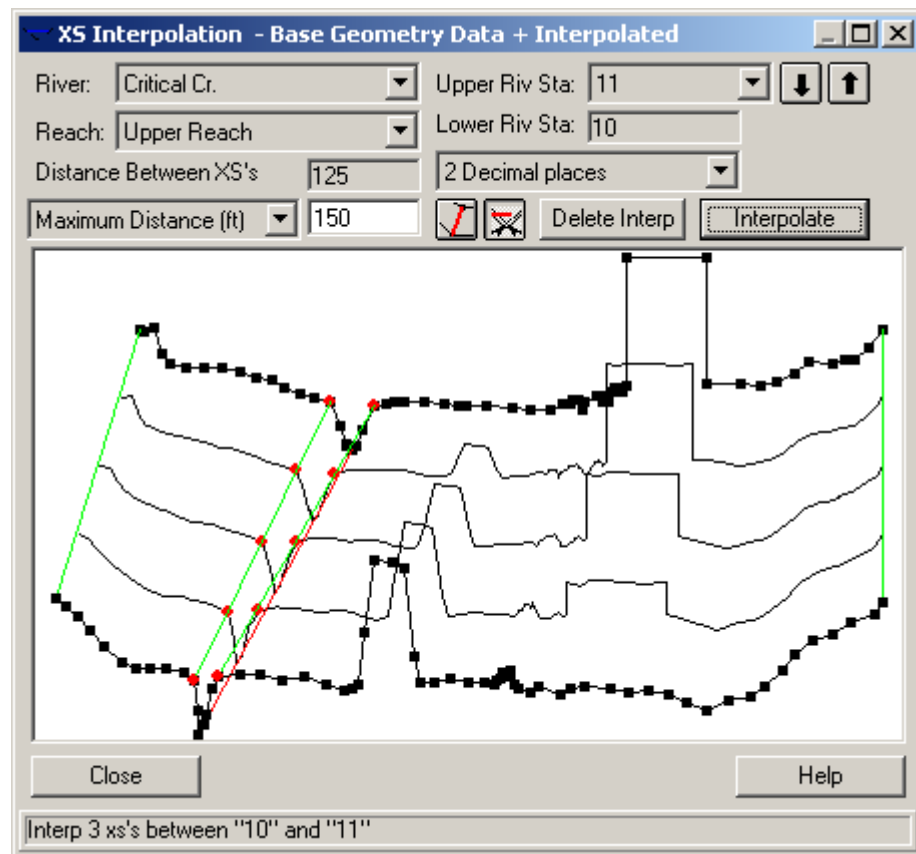 XS Interpolation - Base Geometry Data + Interpolated
River: Critical Cr. Upper Riv Sta: 11
Reach: Upper Reach Lower Riv Sta: 10
Distance Between XS's 125 2 Decimal places
Maximum Distance (ft) 150 Delete Interp Interpolate
Close Help
Interp 3 xs's between "10" and "11"